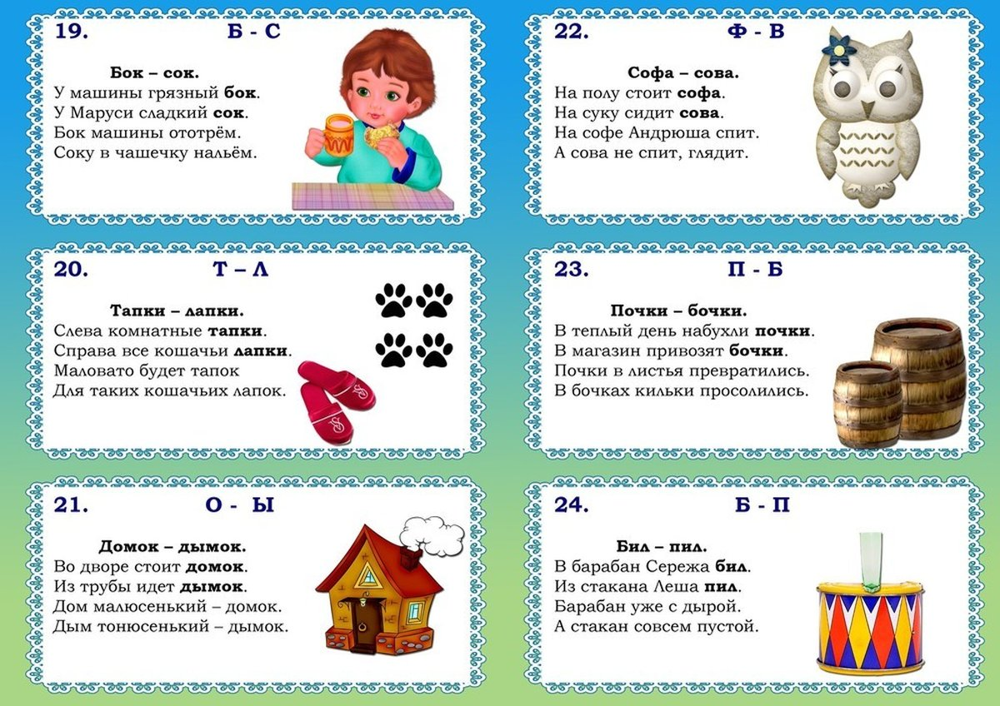 19.
Б - С
Бок – сок.
У машины грязный бок.
У Маруси сладкий сок.
Бок машины ототрём.
Соку в чашечку нальём.
20.
Т – Л
Тапки – лапки.
Слева комнатные тапки.
Справа все кошачьи лапки.
Маловато будет тапок
Для таких кошачьих лапок.
21.
О - Ы
Домок – дымок.
Во дворе стоит домок.
Из трубы идет дымок.
Дом малюсенький – домок.
Дым тонюсенький – дымок.
22.
Ф - В
Софа – сова.
На полу стоит софа.
На суку сидит сова.
На софе Андрюша спит.
А сова не спит, глядит.
23.
П - Б
Почки – бочки.
В теплый день набухли почки.
В магазин привозят бочки.
Почки в листья превратились.
В бочках кильки просолились.
24.
Б - П
Бил – пил.
В барабан Сережа бил.
Из стакана Леша пил.
Барабан уже с дырой.
А стакан совсем пустой.